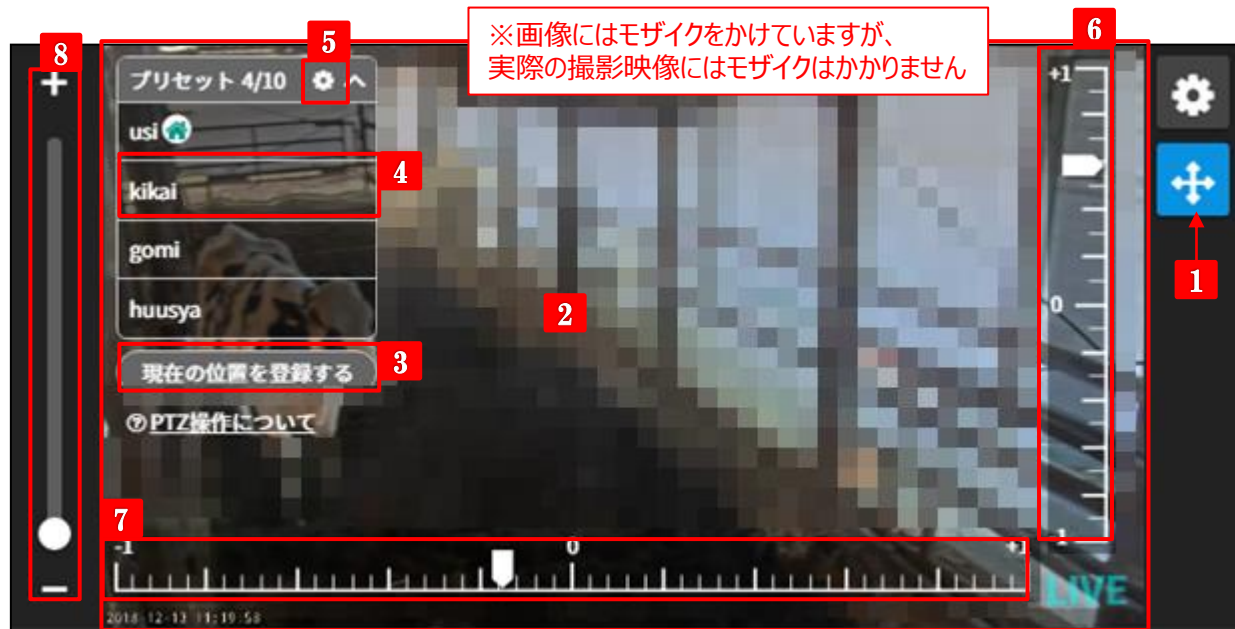 ※画像にはモザイクをかけていますが、
実際の撮影映像にはモザイクはかかりません
8
5
6
+
プリセット 4/10
+1
usi
4
kikai
gomi
1
0
huusya
2
現在の位置を登録する
3
?PTZ操作について
7
-1
0
+1
-1
−
LIVE
2018-12-13 11:19:58